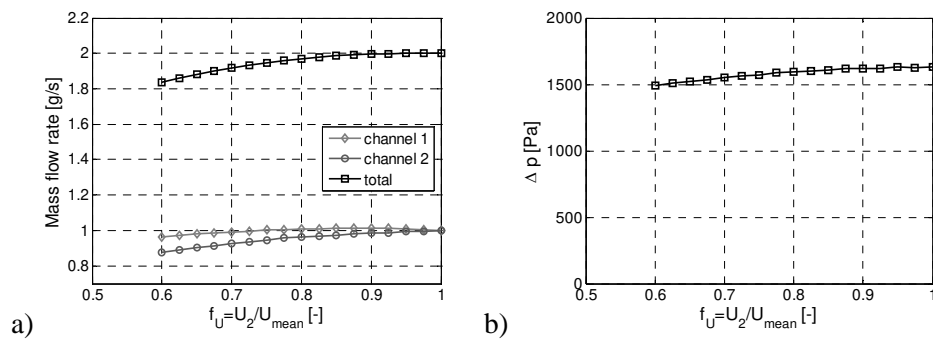 2.2
2
1.8
1.6
1.4
1.2
1
0.8
Mass flow rate [g/s]
channel 1
channel 2
total
0.5 0.6 0.7 0.8 0.9 1
f_U=U_2/U_mean [-]
a)
2000
1500
1000
500
0
Δ p [Pa]
0.5 0.6 0.7 0.8 0.9 1
f_U=U_2/U_mean [-]
b)